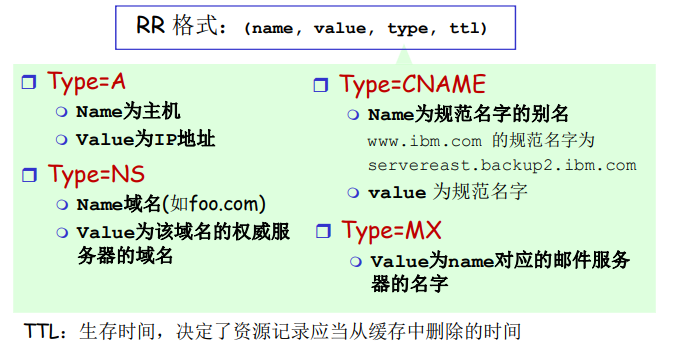 RR 格式: (name, value, type, ttl)
Type=A
Name为主机
Value为IP地址
Type=NS
Name域名(如foo.com)
Value为该域名的权威服
务器的域名
Type=CNAME
Name为规范名字的别名
www.ibm.com 的规范名字为
servereast.backup2.ibm.com
value 为规范名字
Type=MX
Value为name对应的邮件服务
器的名字
TTL：生存时间，决定了资源记录应当从缓存中删除的时间